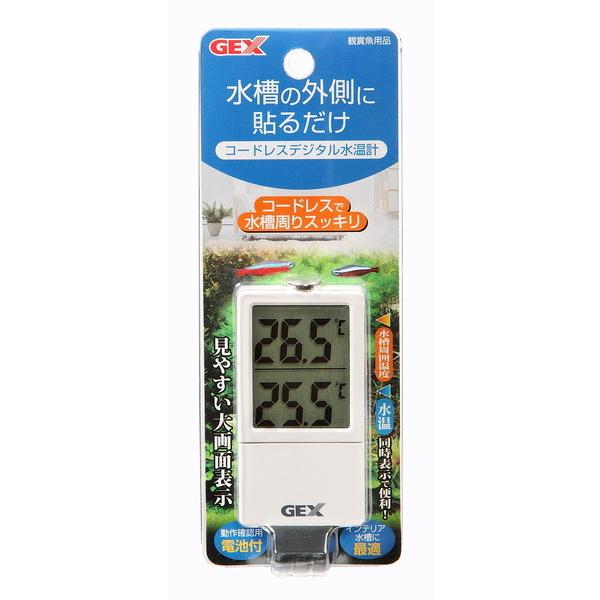 GEX
観賞魚用品
水槽の外側に
貼るだけ
コードレスデジタル水温計
コードレスで
水槽周りスッキリ
26.5℃
25.5℃
水槽周囲温度
水温
同時表示で便利!
見やすい大画面表示
GEX
動作確認用
電池付
インテリア
水槽に
最適